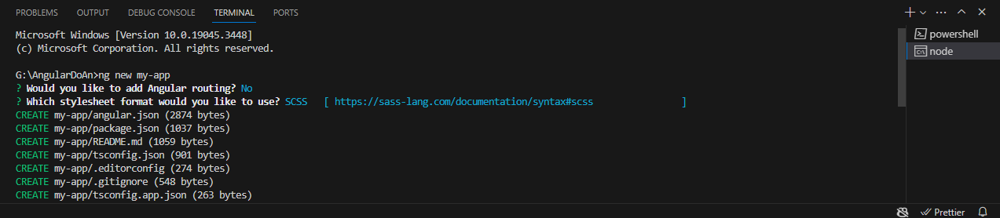 PROBLEMS OUTPUT DEBUG CONSOLE TERMINAL PORTS
Microsoft Windows [Version 10.0.19045.3448]
(c) Microsoft Corporation. All rights reserved.
G:\AngularDoAn>ng new my-app
? Would you like to add Angular routing? No
? Which stylesheet format would you like to use? SCSS   [ https://sass-lang.com/documentation/syntax#scss                ]
CREATE my-app/angular.json (2874 bytes)
CREATE my-app/package.json (1037 bytes)
CREATE my-app/README.md (1059 bytes)
CREATE my-app/tsconfig.json (901 bytes)
CREATE my-app/.editorconfig (274 bytes)
CREATE my-app/.gitignore (548 bytes)
CREATE my-app/tsconfig.app.json (263 bytes)
powershell
node
Prettier